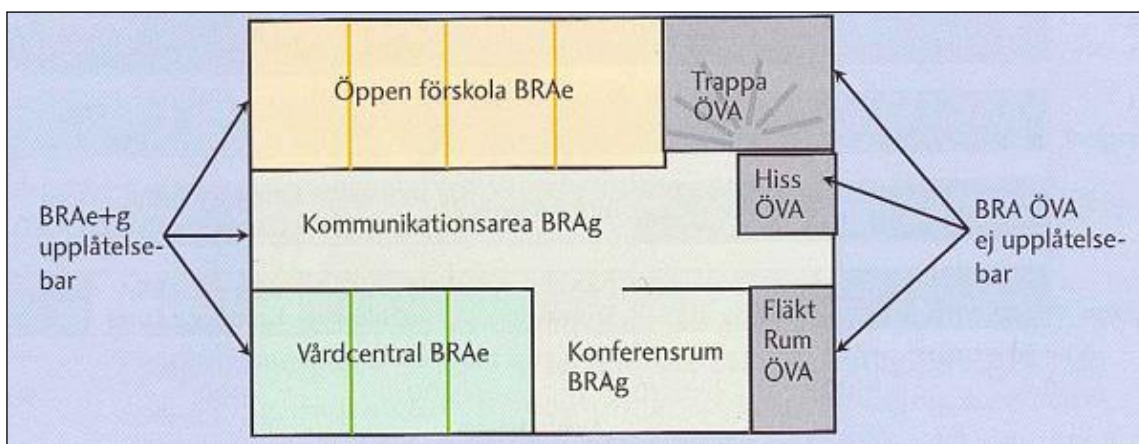 Öppen förskola BRAe
Trappa
ÖVA
Hiss
ÖVA
BRAe+g
upplåtelse-
bar
Kommunikationsarea BRAg
BRA ÖVA
ej upplåtelse-
bar
Vårdcentral BRAe
Konferensrum
BRAg
Fläkt
Rum
ÖVA